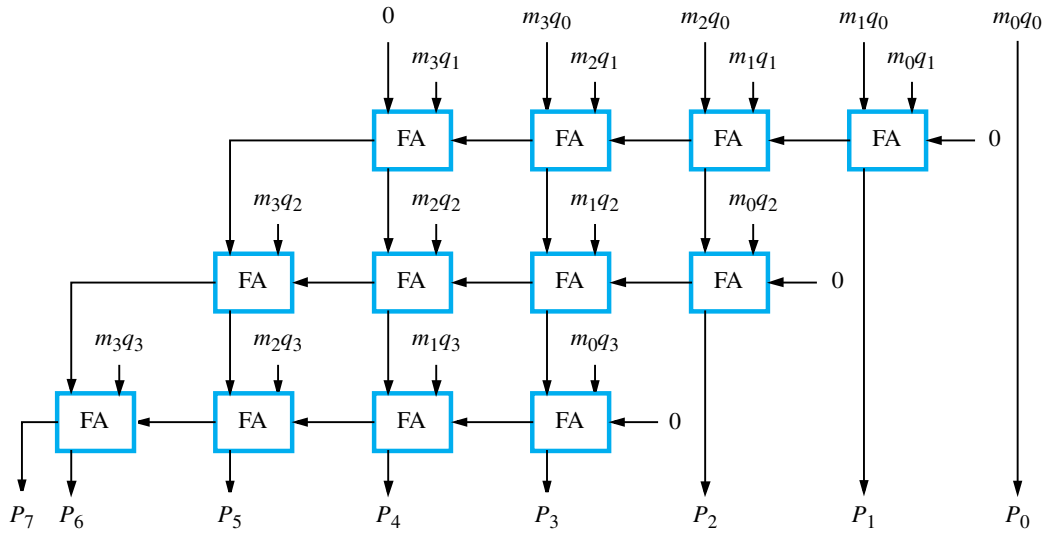 0 m₃q₀ m₂q₀ m₁q₀ m₀q₀
m₃q₁ m₂q₁ m₁q₁ m₀q₁
FA FA FA FA 0
m₃q₂ m₂q₂ m₁q₂ m₀q₂
FA FA FA FA 0
m₃q₃ m₂q₃ m₁q₃ m₀q₃
FA FA FA FA 0
P₇ P₆ P₅ P₄ P₃ P₂ P₁ P₀